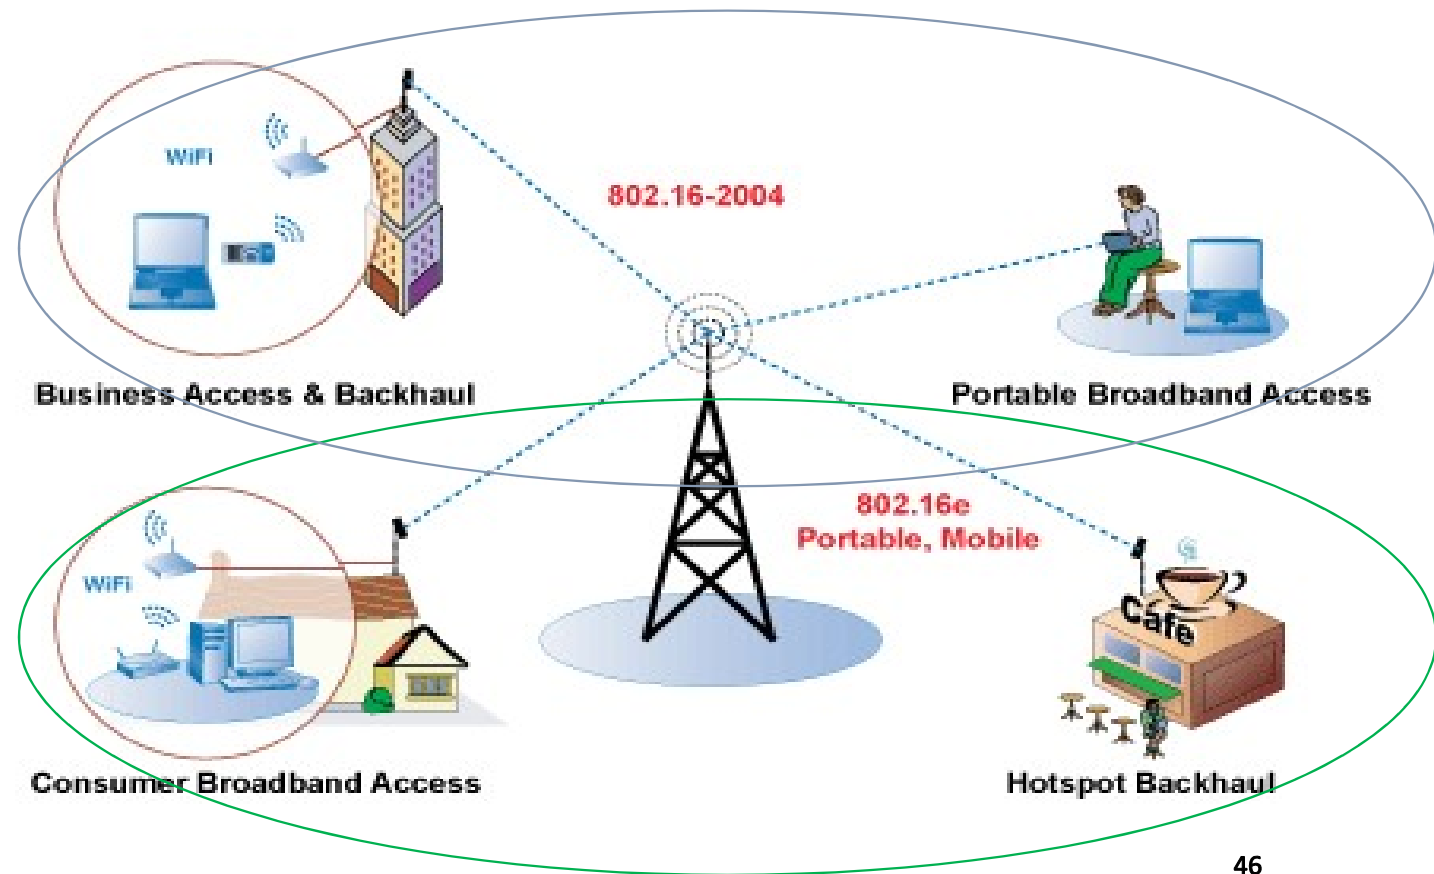 WiFi
802.16-2004
Business Access & Backhaul
Portable Broadband Access
802.16e
Portable, Mobile
WiFi
Cafe
Consumer Broadband Access
Hotspot Backhaul
46